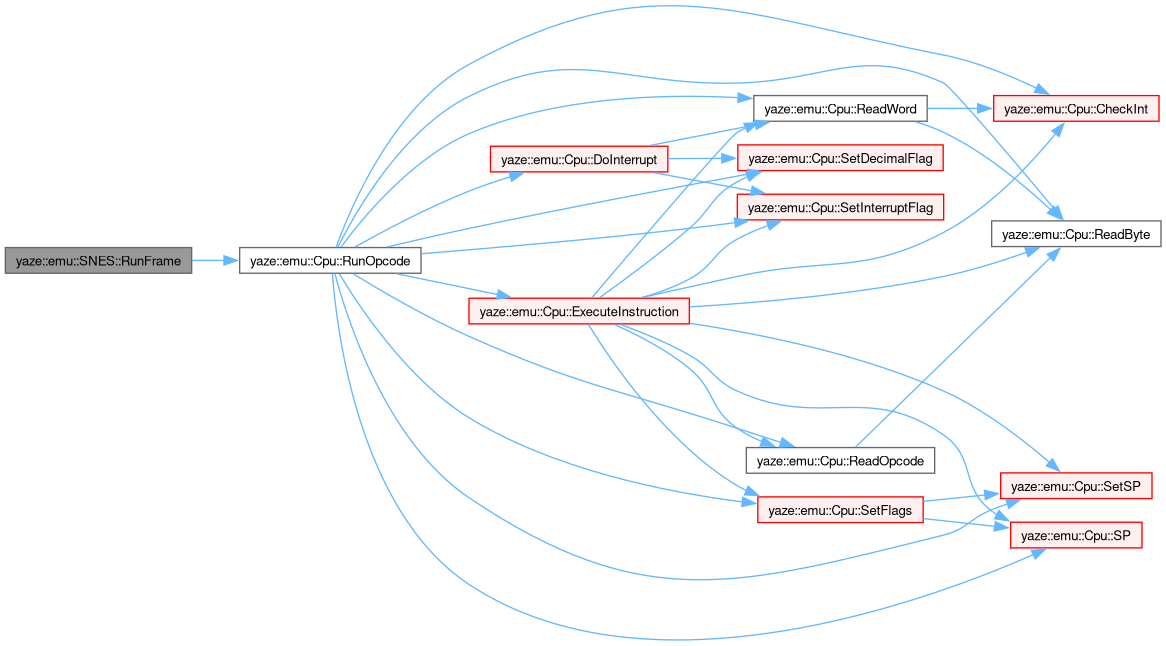 yaze::emu::SNES::RunFrame
yaze::emu::Cpu::RunOpcode
yaze::emu::Cpu::DoInterrupt
yaze::emu::Cpu::ExecuteInstruction
yaze::emu::Cpu::ReadWord
yaze::emu::Cpu::SetDecimalFlag
yaze::emu::Cpu::SetInterruptFlag
yaze::emu::Cpu::ReadOpcode
yaze::emu::Cpu::SetFlags
yaze::emu::Cpu::CheckInt
yaze::emu::Cpu::ReadByte
yaze::emu::Cpu::SetSP
yaze::emu::Cpu::SP